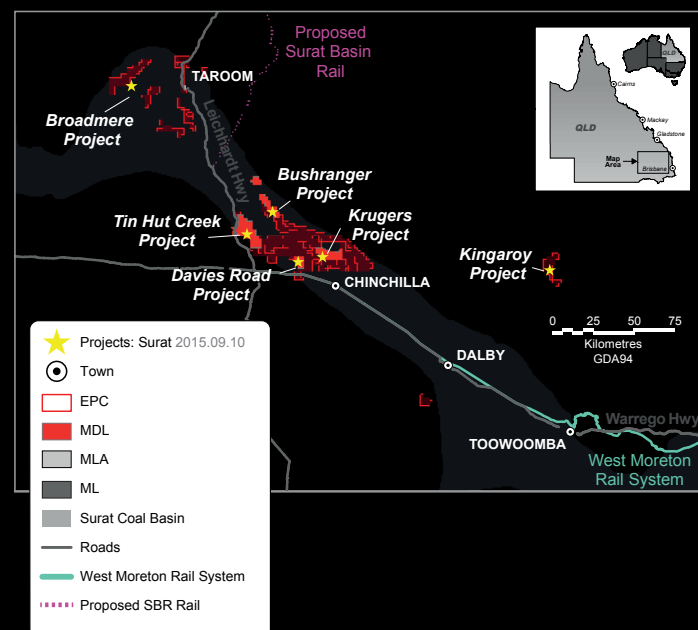 Proposed
Surat Basin
Rail
TAROOM
Leichhardt Hwy
Broadmere
Project
Bushranger
Project
Tin Hut Creek
Project
Krugers
Project
Davies Road
Project
CHINCHILLA
Kingaroy
Project
0 25 50 75
Kilometres
GDA94
DALBY
TOOWOOMBA
Warrego Hwy
West Moreton
Rail System
QLD
Cairns
Mackay
Gladstone
QLD
Map
Area
Brisbane
Projects: Surat 2015.09.10
Town
EPC
MDL
MLA
ML
Surat Coal Basin
Roads
West Moreton Rail System
Proposed SBR Rail